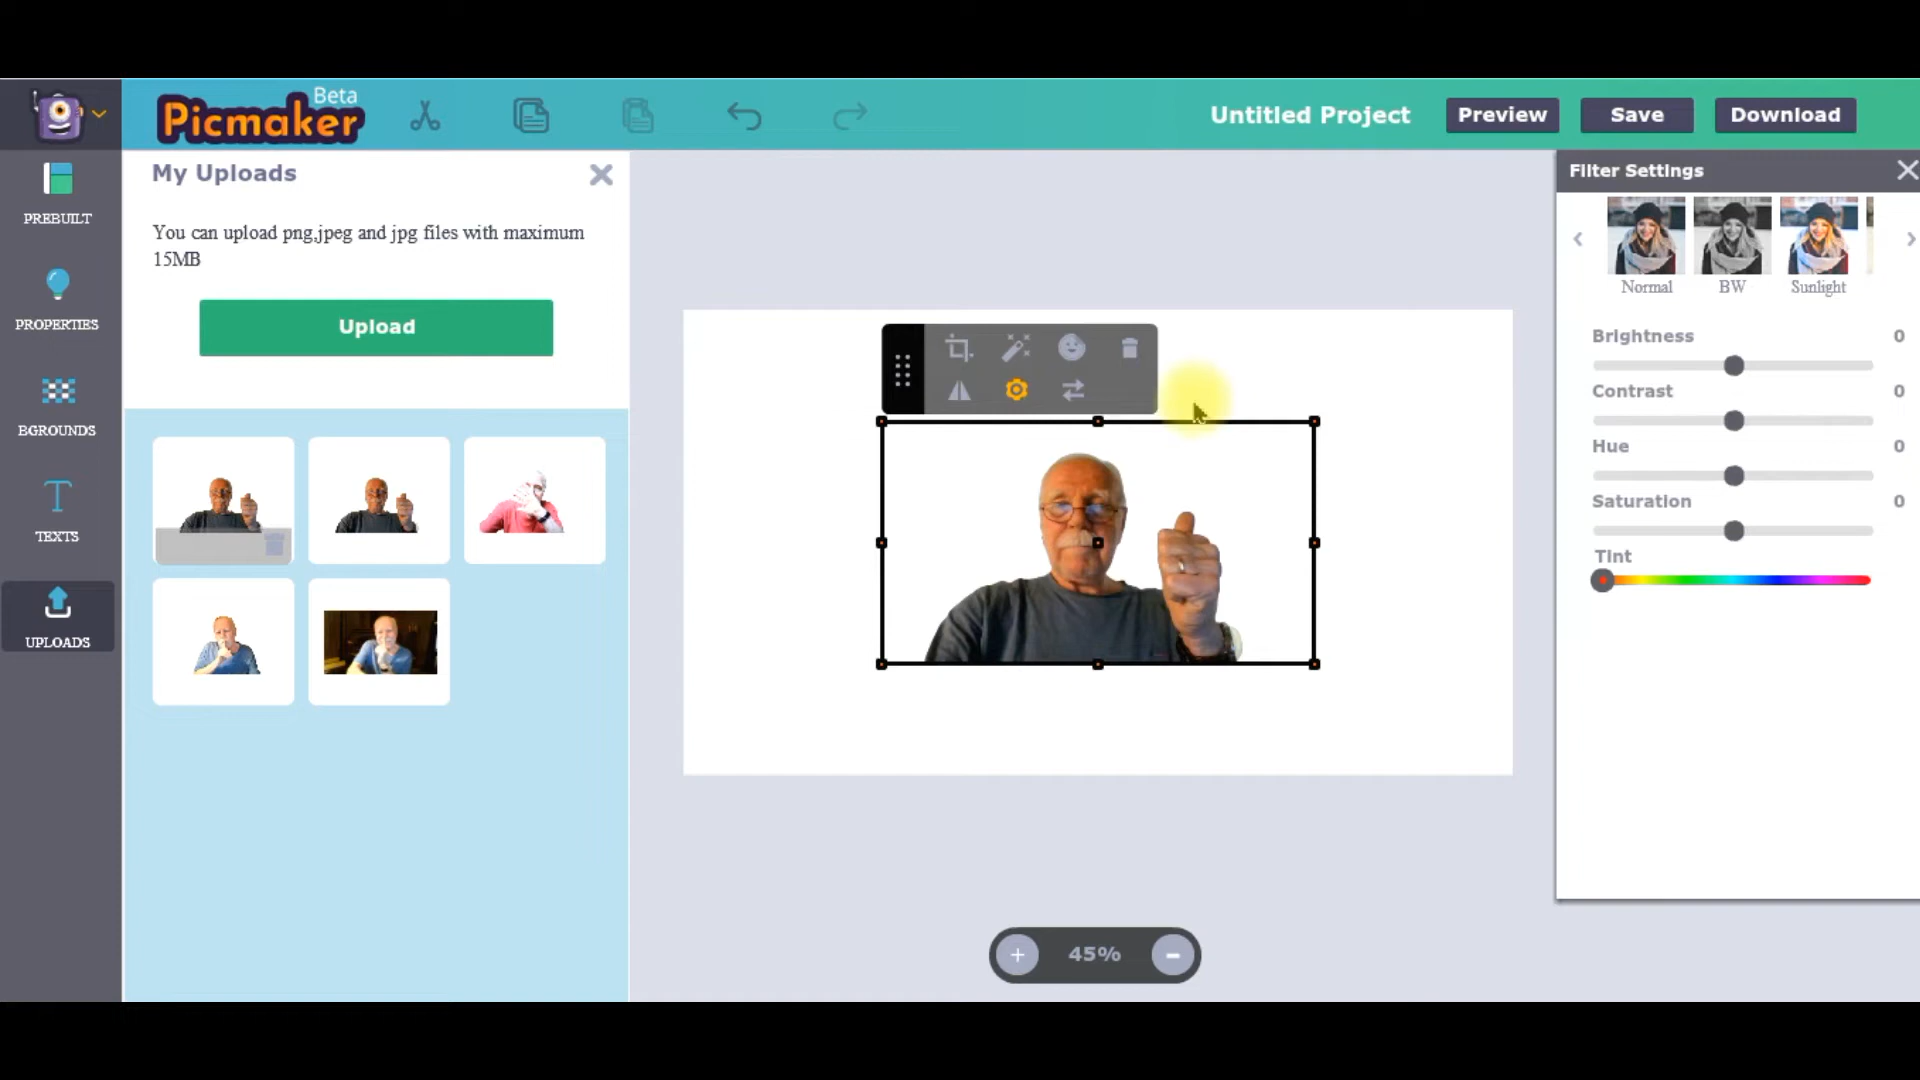 Beta
Picmaker
Untitled Project
Preview
Save
Download
PREBUILT
PROPERTIES
BGROUNDS
TEXTS
UPLOADS
My Uploads
You can upload png,jpeg and jpg files with maximum
15MB
Upload
45%
Filter Settings
Normal
BW
Sunlight
Brightness 0
Contrast 0
Hue 0
Saturation 0
Tint